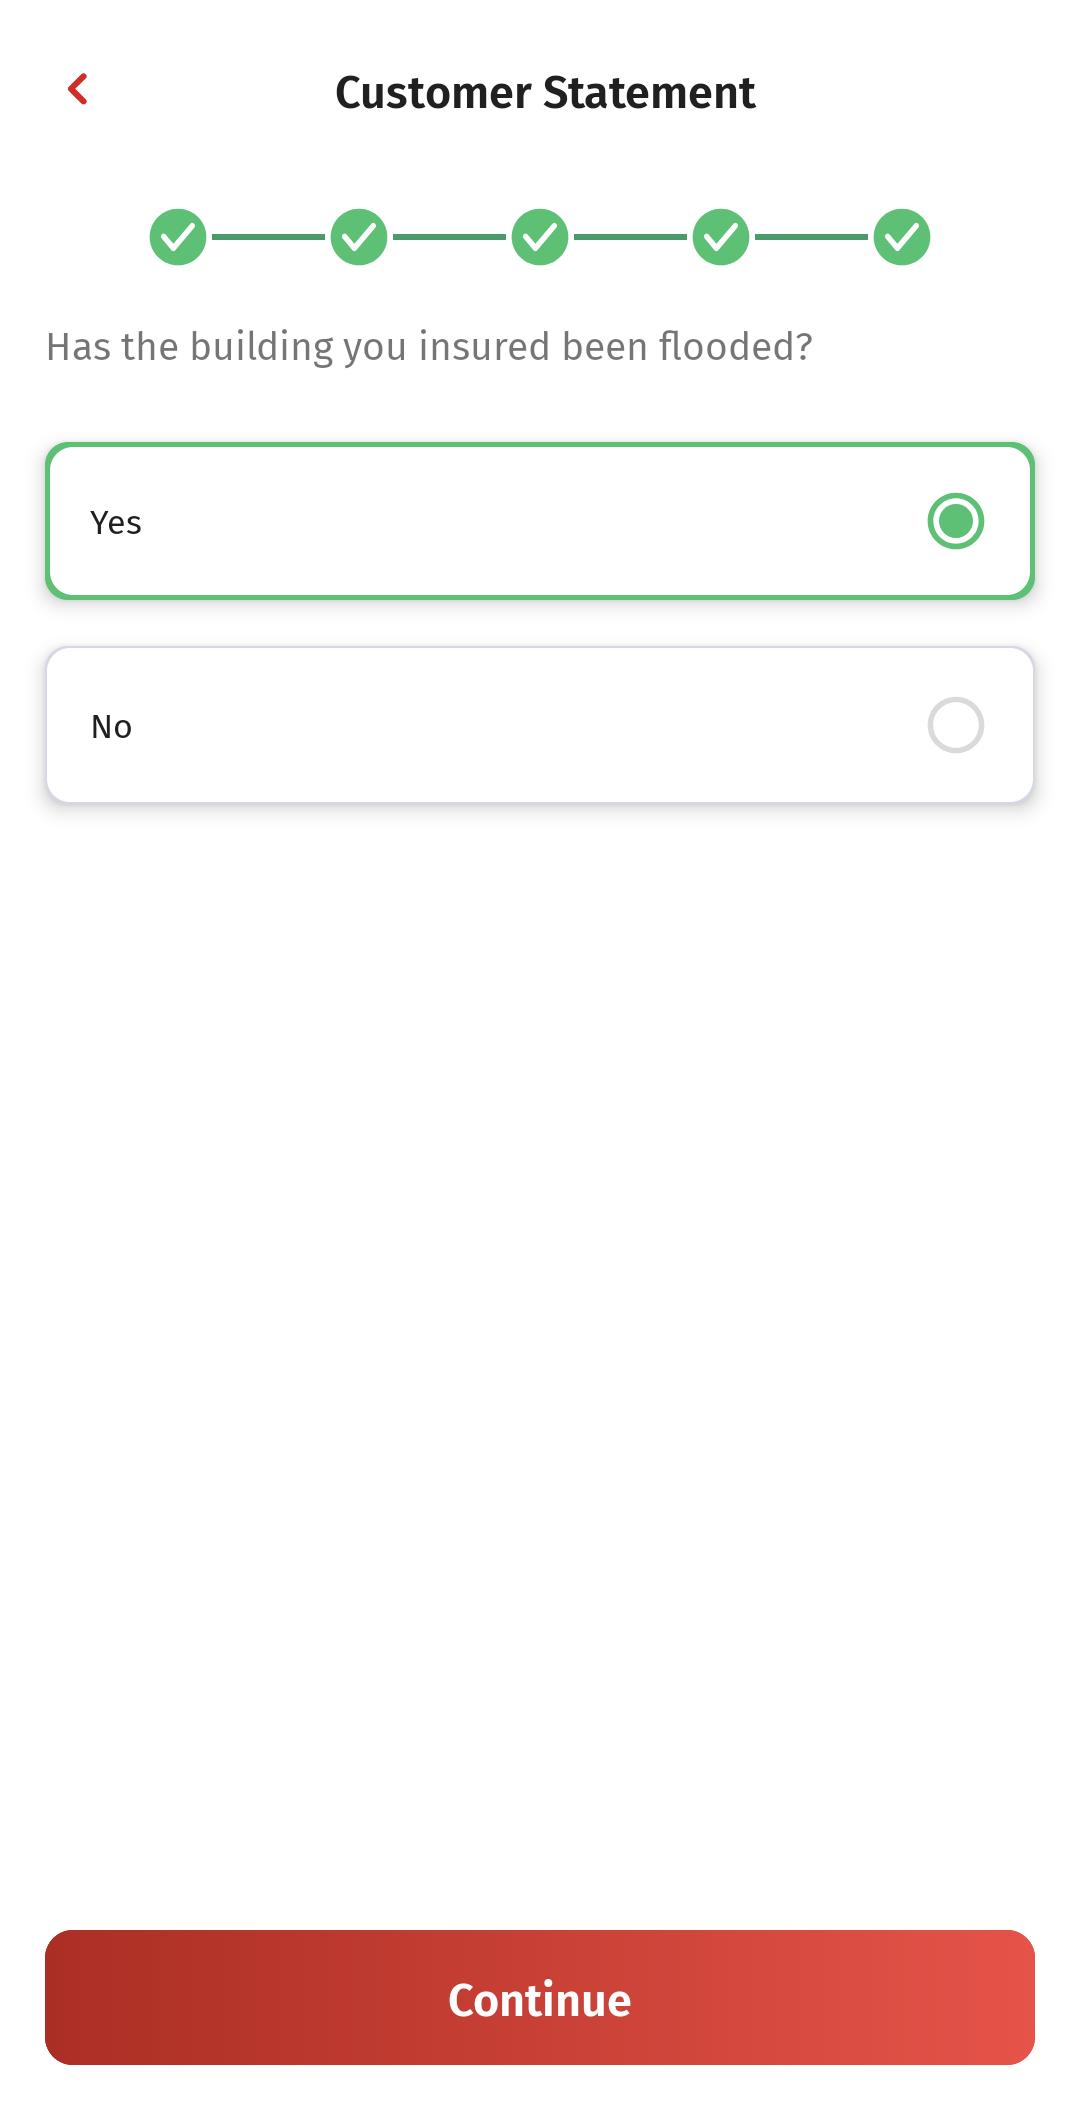 Customer Statement
Has the building you insured been flooded?
Yes
No
Continue